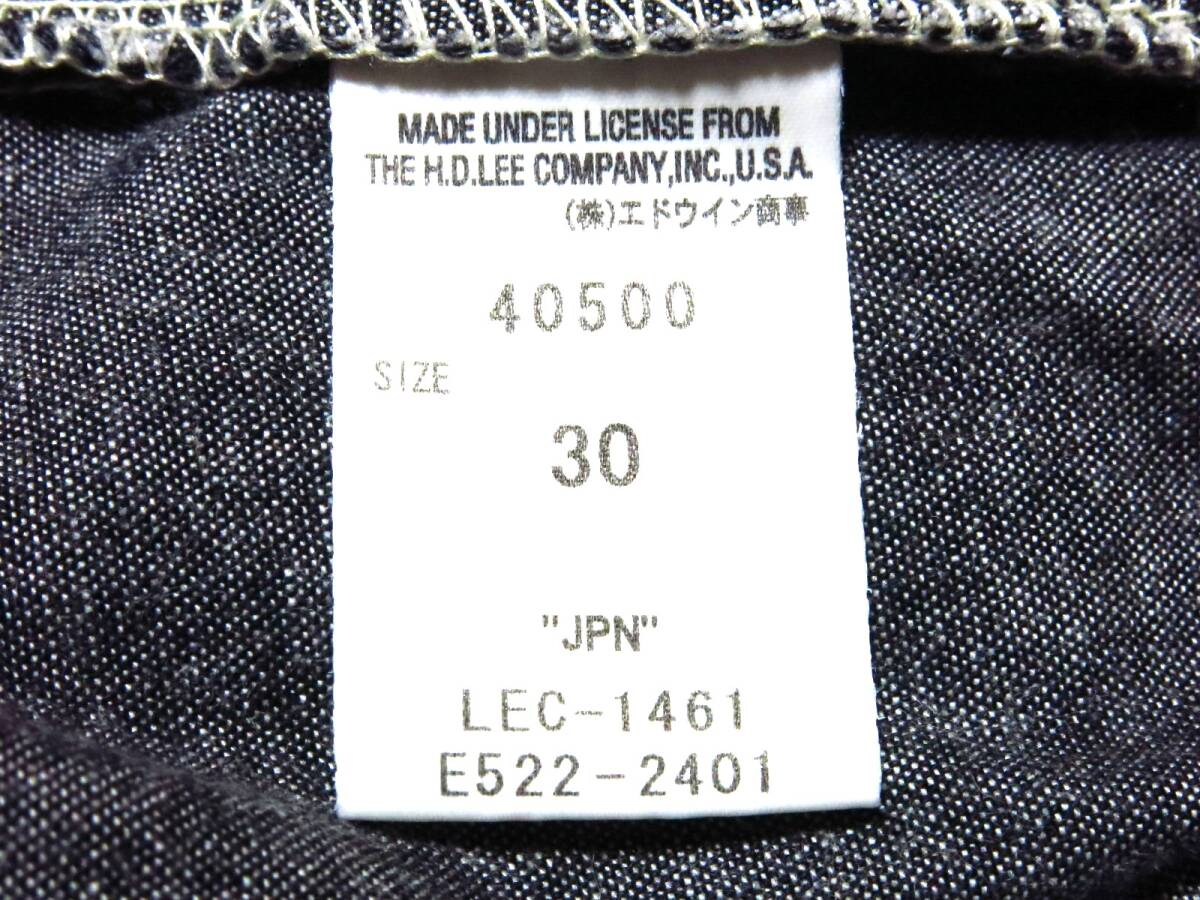 MADE UNDER LICENSE FROM
THE H.D.LEE COMPANY,INC.,U.S.A.
(株)エドウイン商事
40500
SIZE
30
"JPN"
LEC-1461
E522-2401